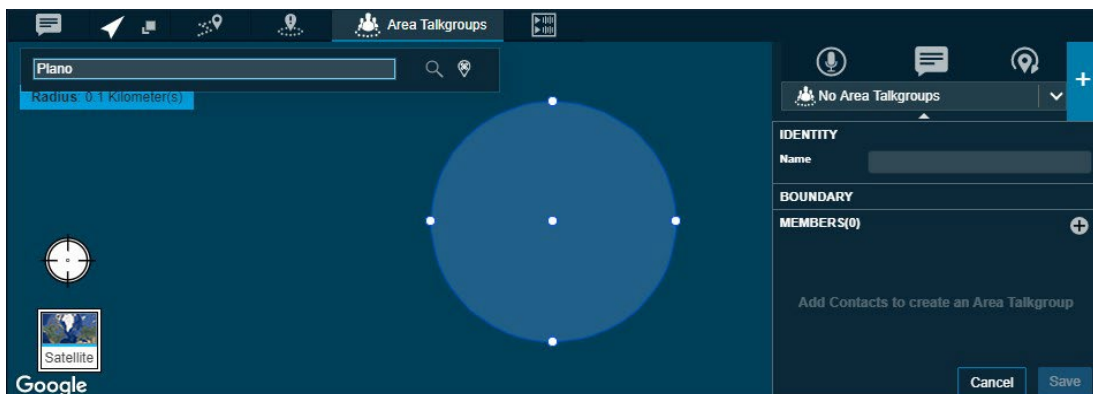 Area Talkgroups
Plano
Radius: 0.1 Kilometer(s)
No Area Talkgroups
IDENTITY
Name
BOUNDARY
MEMBERS(0)
Add Contacts to create an Area Talkgroup
Satellite
Google
Cancel
Save